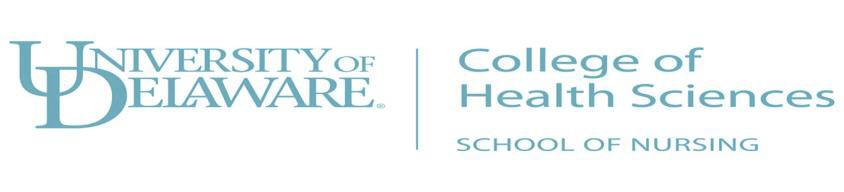 UNIVERSITY OF
DELAWARE®
College of
Health Sciences
SCHOOL OF NURSING